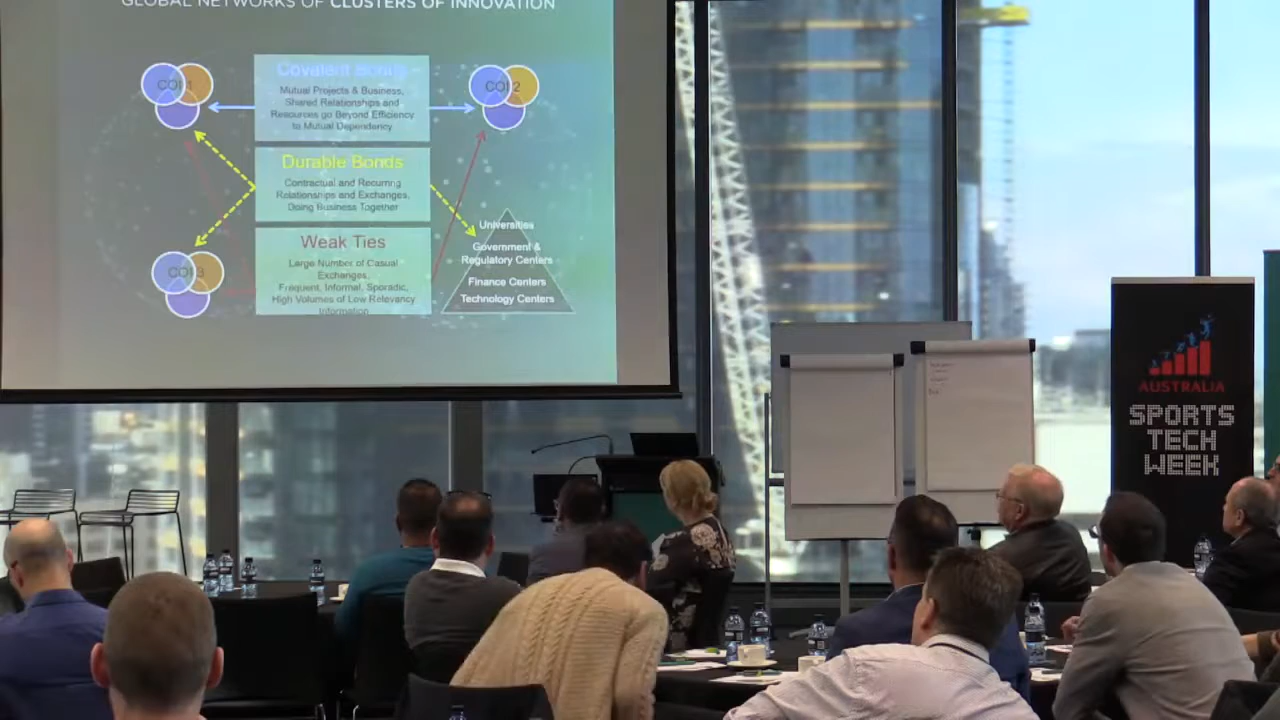 GLOBAL NETWORKS OF CLUSTERS OF INNOVATION
COI 1
Covalent Bonds
Mutual Projects & Business,
Shared Relationships and
Resources go Beyond Efficiency
to Mutual Dependency
COI 2
Durable Bonds
Contractual and Recurring
Relationships and Exchanges,
Doing Business Together
COI 3
Weak Ties
Large Number of Casual
Exchanges,
Frequent, Informal, Sporadic,
High Volumes of Low Relevancy
Information
Universities
Government &
Regulatory Centers
Finance Centers
Technology Centers
AUSTRALIA
SPORTS
TECH
WEEK